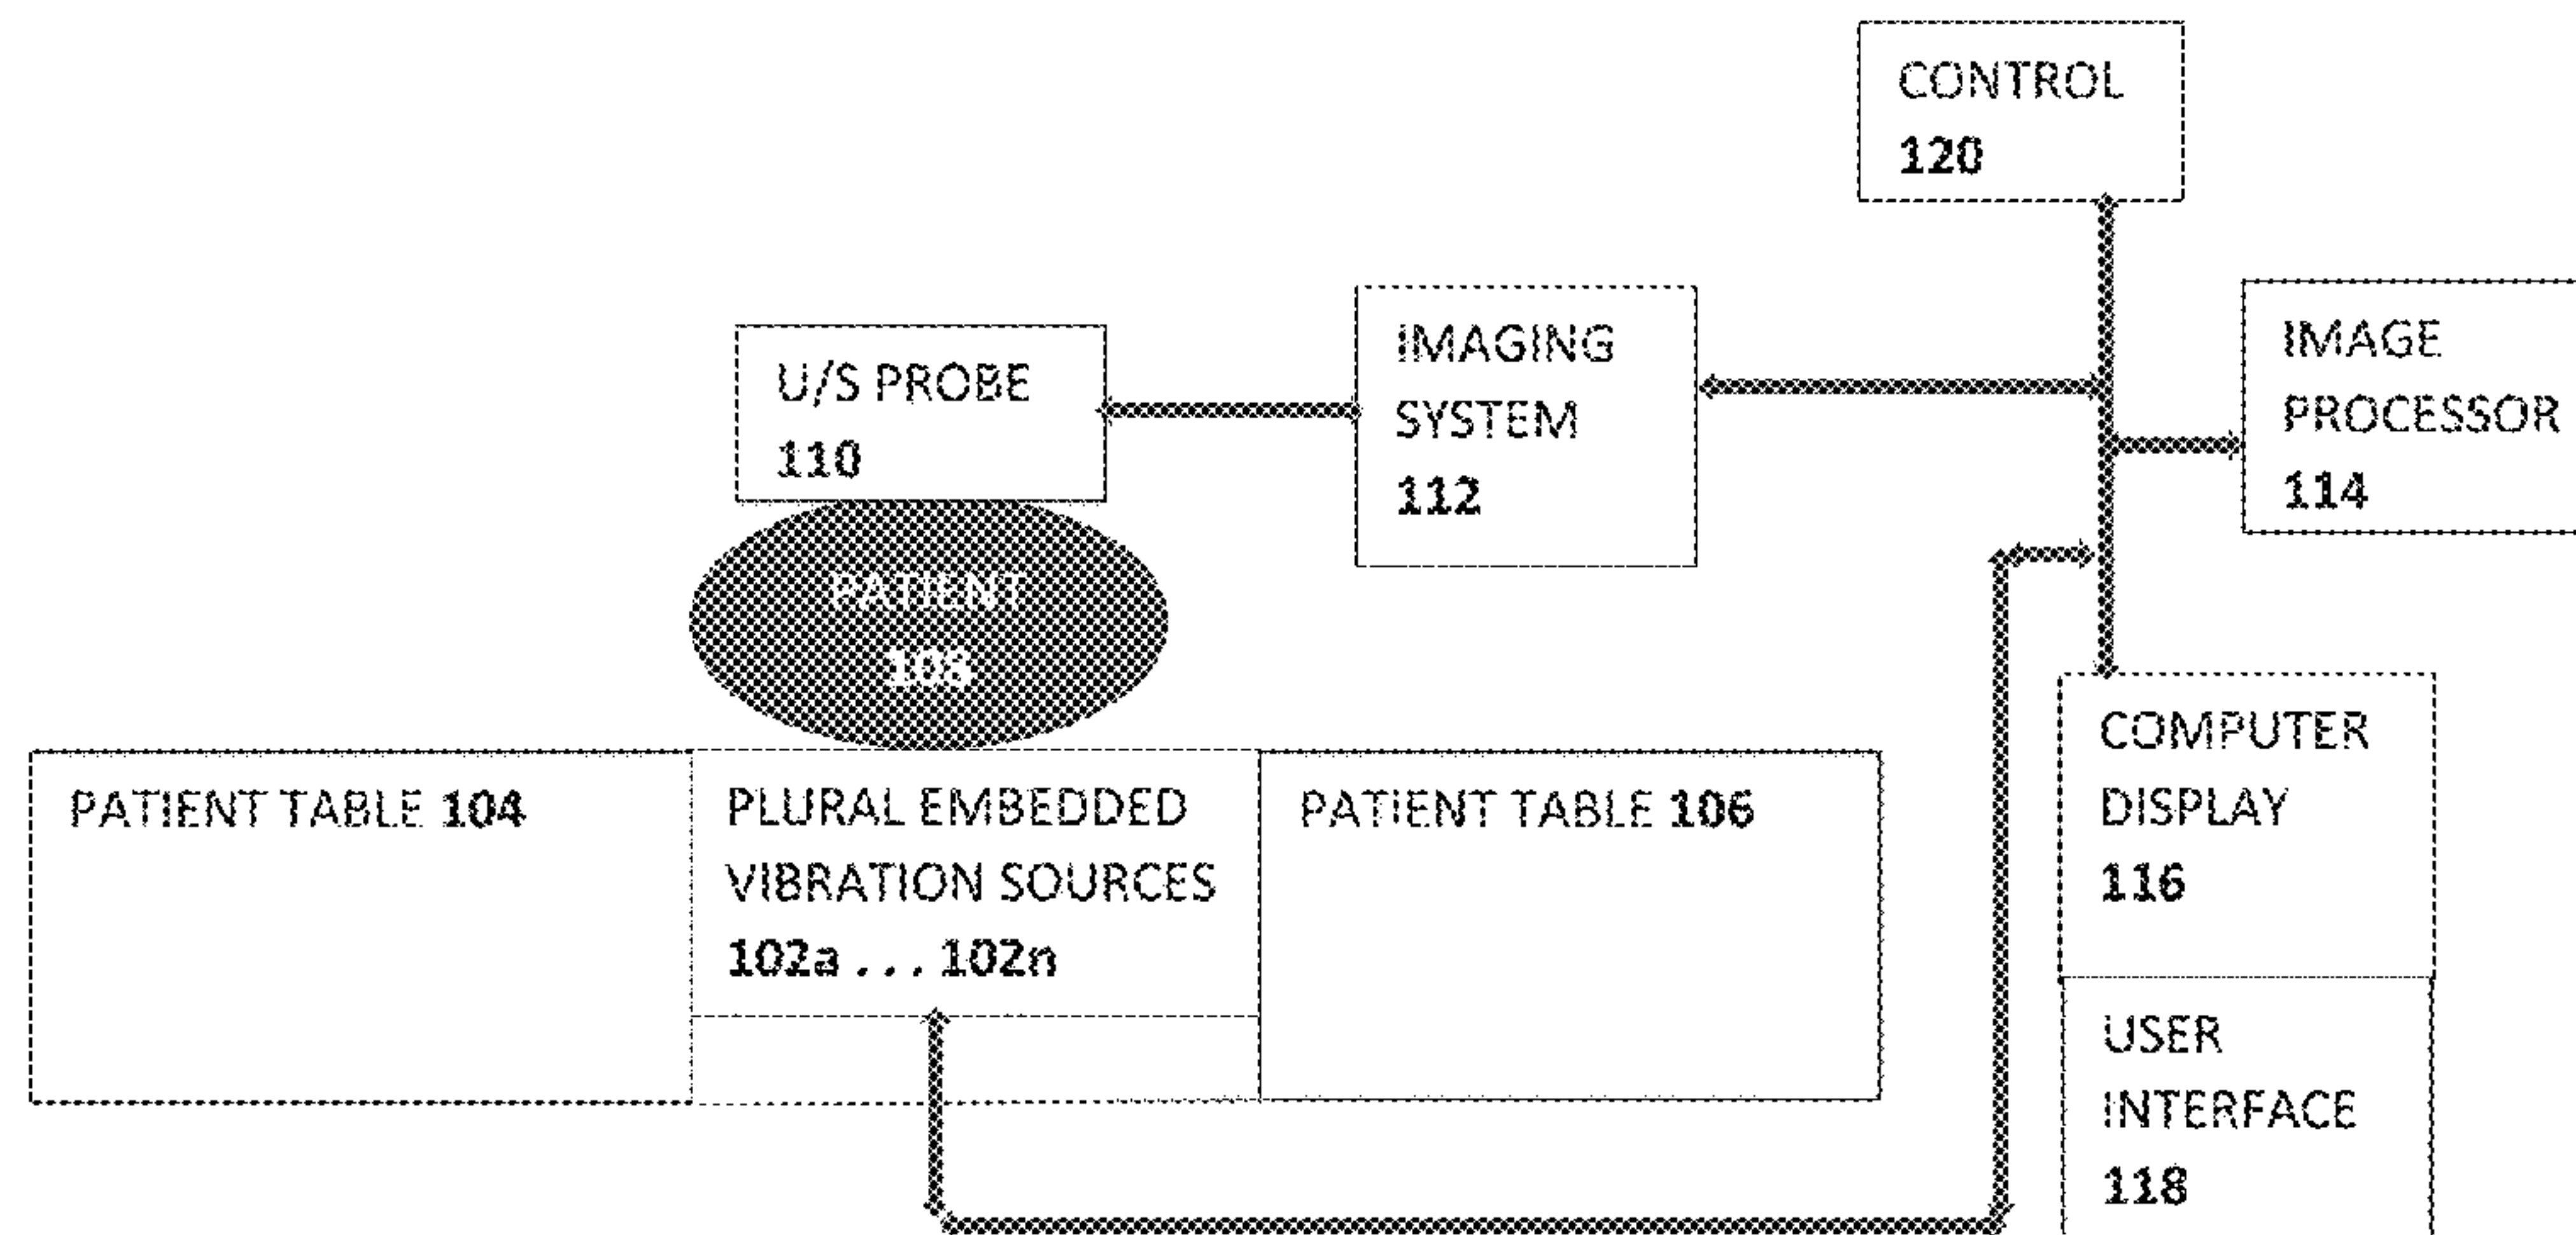 CONTROL
120
U/S PROBE
110
IMAGING
SYSTEM
112
IMAGE
PROCESSOR
114
PATIENT
108
PATIENT TABLE 104
PLURAL EMBEDDED
VIBRATION SOURCES
102a . . . 102n
PATIENT TABLE 106
COMPUTER
DISPLAY
116
USER
INTERFACE
118